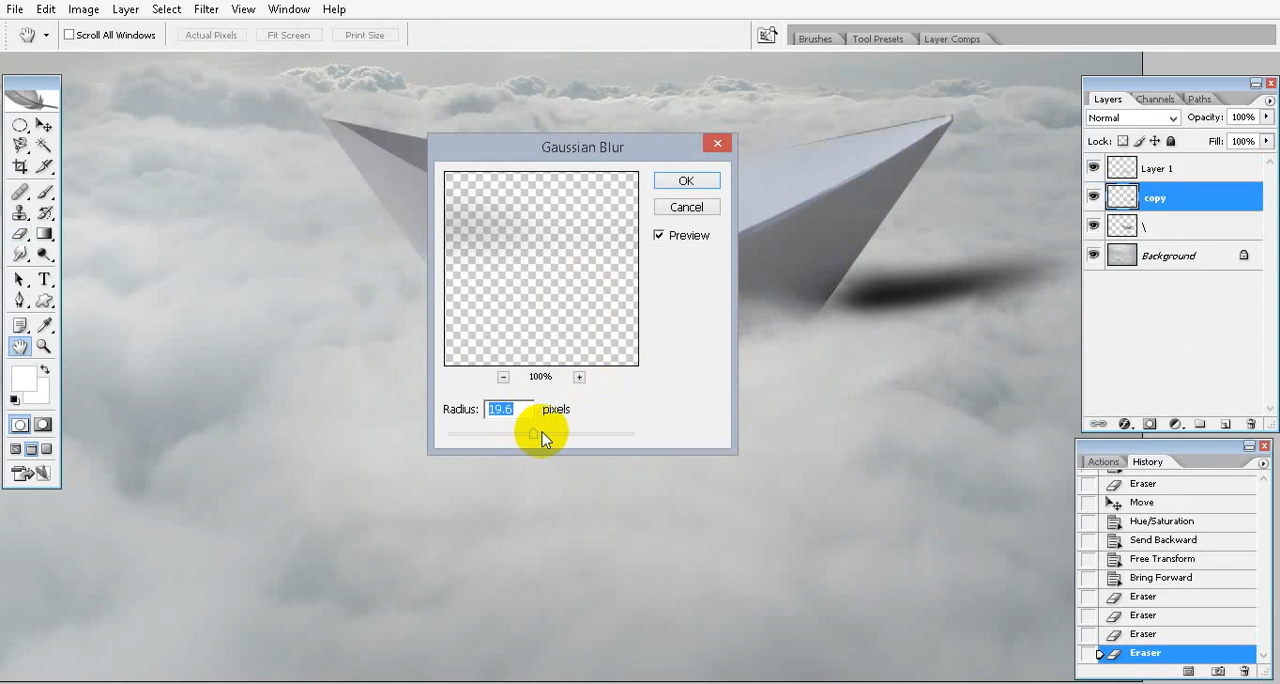 File Edit Image Layer Select Filter View Window Help
Scroll All Windows Actual Pixels Fit Screen Print Size Brushes Tool Presets Layer Comps
Gaussian Blur
OK
Cancel
Preview
100%
Radius: 19.6 pixels
Layers Channels Paths
Normal Opacity: 100%
Lock: Fill: 100%
Layer 1
copy
\
Background
Actions History
Eraser
Move
Hue/Saturation
Send Backward
Free Transform
Bring Forward
Eraser
Eraser
Eraser
Eraser